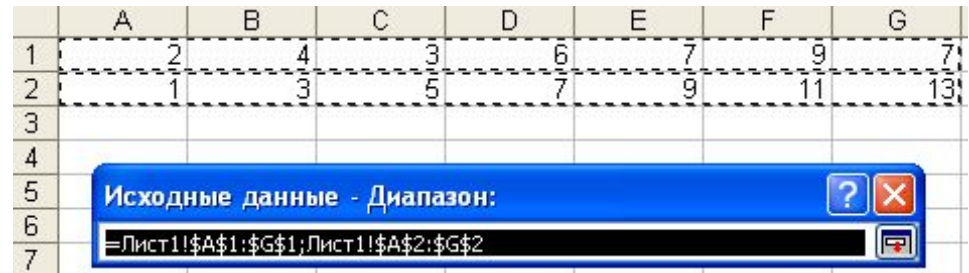 A B C D E F G
1 2 4 3 6 7 9 7
2 1 3 5 7 9 11 13
3
4
5 Исходные данные - Диапазон: ?
6 =Лист1!$A$1:$G$1;Лист1!$A$2:$G$2
7